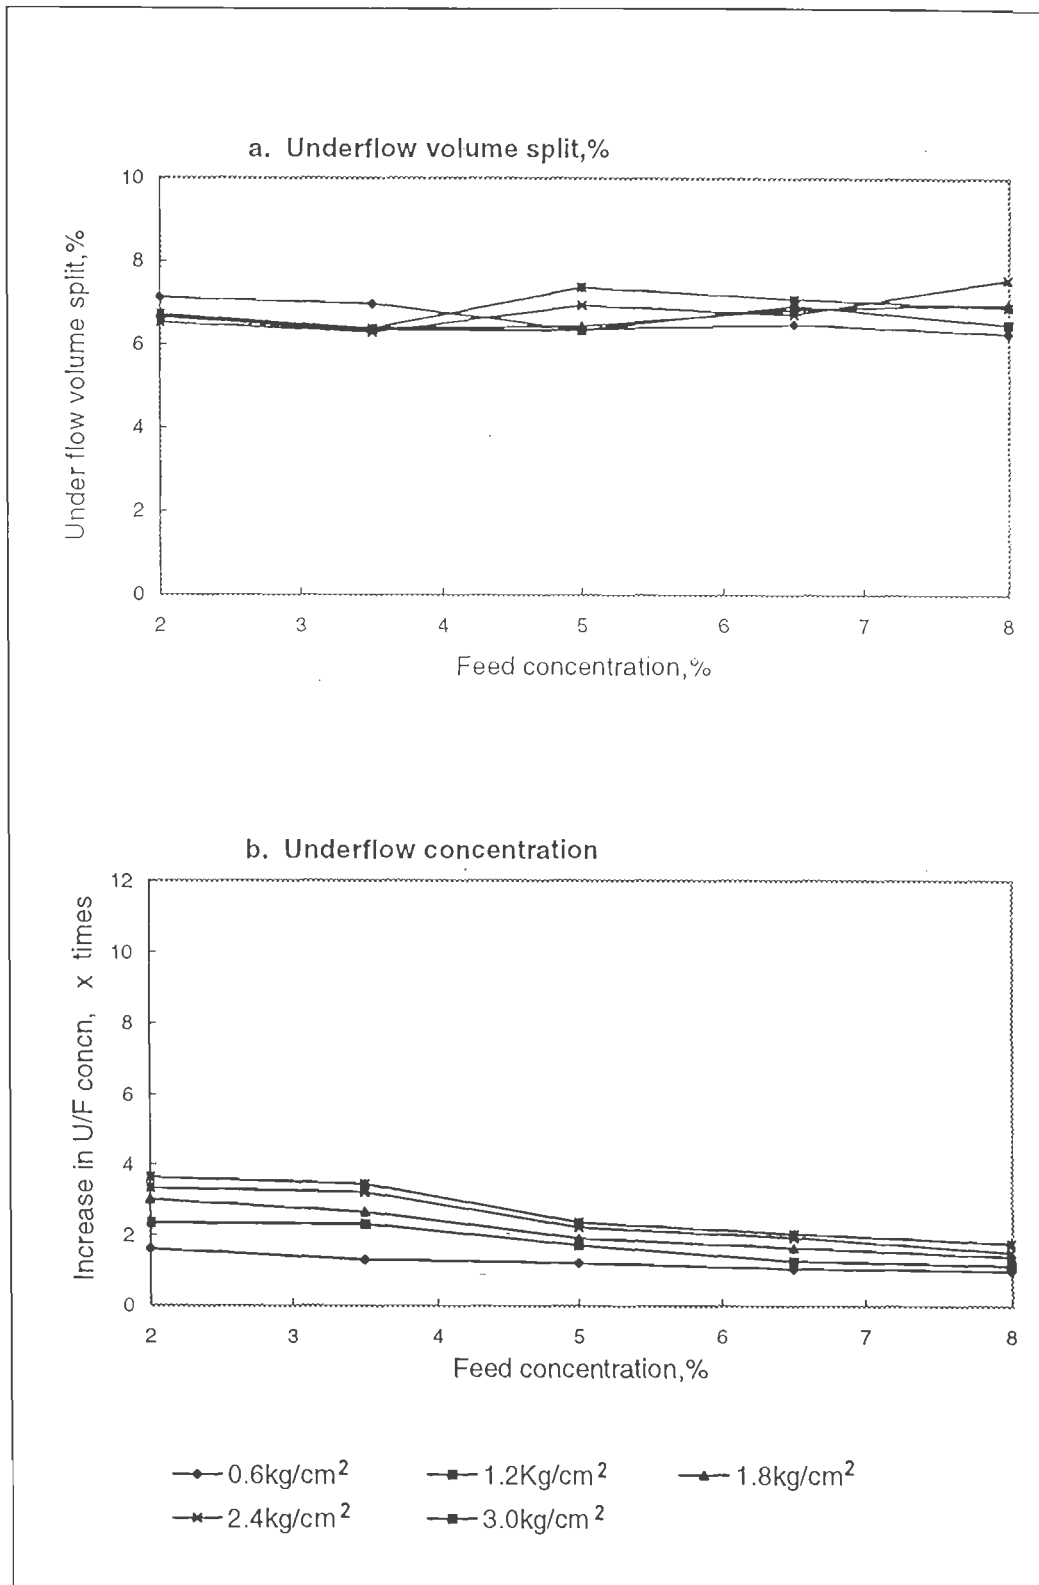 a. Underflow volume split,%
10
8
6
4
2
0
Under flow volume split,%
2 3 4 5 6 7 8
Feed concentration,%
b. Underflow concentration
12
10
8
6
4
2
0
Increase in U/F concn, x times
2 3 4 5 6 7 8
Feed concentration,%
0.6kg/cm² 1.2Kg/cm² 1.8kg/cm²
2.4kg/cm² 3.0kg/cm²